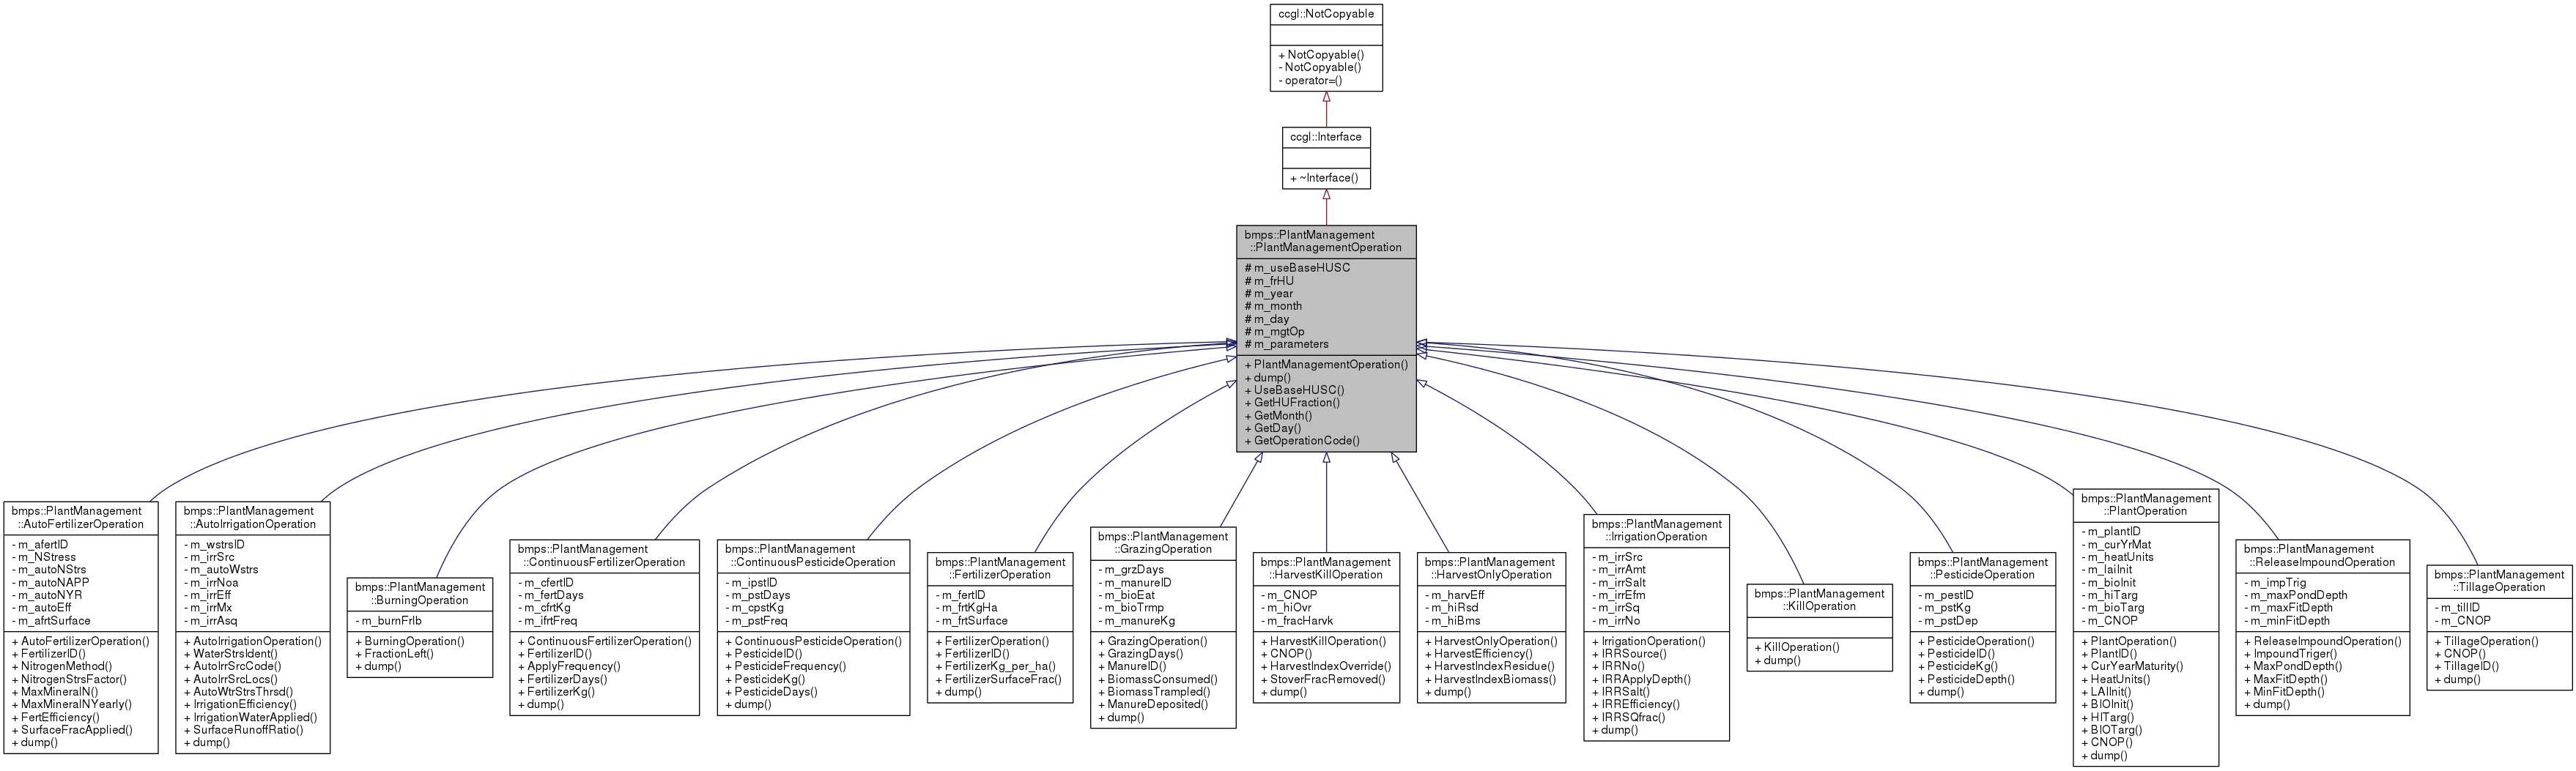 ccgl::NotCopyable
+ NotCopyable()
- NotCopyable()
- operator=()
ccgl::Interface
+ ~Interface()
bmps::PlantManagement
::PlantManagementOperation
# m_useBaseHUSC
# m_frHU
# m_year
# m_month
# m_day
# m_mgtOp
# m_parameters
+ PlantManagementOperation()
+ dump()
+ UseBaseHUSC()
+ GetHUFraction()
+ GetMonth()
+ GetDay()
+ GetOperationCode()
bmps::PlantManagement
::AutoFertilizerOperation
- m_afertID
- m_NStress
- m_autoNStrs
- m_autoNAPP
- m_autoNYR
- m_autoEff
- m_afrtSurface
+ AutoFertilizerOperation()
+ FertilizerID()
+ NitrogenMethod()
+ NitrogenStrsFactor()
+ MaxMineralN()
+ MaxMineralNYearly()
+ FertEfficiency()
+ SurfaceFracApplied()
+ dump()
bmps::PlantManagement
::AutoIrrigationOperation
- m_wstrsID
- m_irrSrc
- m_autoWstrs
- m_irrNoa
- m_irrEff
- m_irrMx
- m_irrAsq
+ AutoIrrigationOperation()
+ WaterStrsIdent()
+ AutoIrrSrcCode()
+ AutoIrrSrcLocs()
+ AutoWtrStrsThrsd()
+ IrrigationEfficiency()
+ IrrigationWaterApplied()
+ SurfaceRunoffRatio()
+ dump()
bmps::PlantManagement
::BurningOperation
- m_burnFrlb
+ BurningOperation()
+ FractionLeft()
+ dump()
bmps::PlantManagement
::ContinuousFertilizerOperation
- m_cfertID
- m_fertDays
- m_cfrtKg
- m_ifrtFreq
+ ContinuousFertilizerOperation()
+ FertilizerID()
+ ApplyFrequency()
+ FertilizerDays()
+ FertilizerKg()
+ dump()
bmps::PlantManagement
::ContinuousPesticideOperation
- m_ipstID
- m_pstDays
- m_cpstKg
- m_pstFreq
+ ContinuousPesticideOperation()
+ PesticideID()
+ PesticideFrequency()
+ PesticideKg()
+ PesticideDays()
+ dump()
bmps::PlantManagement
::FertilizerOperation
- m_fertID
- m_frtKgHa
- m_frtSurface
+ FertilizerOperation()
+ FertilizerID()
+ FertilizerKg_per_ha()
+ FertilizerSurfaceFrac()
+ dump()
bmps::PlantManagement
::GrazingOperation
- m_grzDays
- m_manureID
- m_bioEat
- m_bioTrmp
- m_manureKg
+ GrazingOperation()
+ GrazingDays()
+ ManureID()
+ BiomassConsumed()
+ BiomassTrampled()
+ ManureDeposited()
+ dump()
bmps::PlantManagement
::HarvestKillOperation
- m_CNOP
- m_hiOvr
- m_fracHarvk
+ HarvestKillOperation()
+ CNOP()
+ HarvestIndexOverride()
+ StoverFracRemoved()
+ dump()
bmps::PlantManagement
::HarvestOnlyOperation
- m_harvEff
- m_hiRsd
- m_hiBms
+ HarvestOnlyOperation()
+ HarvestEfficiency()
+ HarvestIndexResidue()
+ HarvestIndexBiomass()
+ dump()
bmps::PlantManagement
::IrrigationOperation
- m_irrSrc
- m_irrAmt
- m_irrSalt
- m_irrEfm
- m_irrSq
- m_irrNo
+ IrrigationOperation()
+ IRRSource()
+ IRRNo()
+ IRRApplyDepth()
+ IRRSalt()
+ IRREfficiency()
+ IRRSQfrac()
+ dump()
bmps::PlantManagement
::KillOperation
+ KillOperation()
+ dump()
bmps::PlantManagement
::PesticideOperation
- m_pestID
- m_pstKg
- m_pstDep
+ PesticideOperation()
+ PesticideID()
+ PesticideKg()
+ PesticideDepth()
+ dump()
bmps::PlantManagement
::PlantOperation
- m_plantID
- m_curYrMat
- m_heatUnits
- m_laiInit
- m_bioInit
- m_hiTarg
- m_bioTarg
- m_CNOP
+ PlantOperation()
+ PlantID()
+ CurYearMaturity()
+ HeatUnits()
+ LAIInit()
+ BIOInit()
+ HITarg()
+ BIOTarg()
+ CNOP()
+ dump()
bmps::PlantManagement
::ReleaseImpoundOperation
- m_impTrig
- m_maxPondDepth
- m_maxFitDepth
- m_minFitDepth
+ ReleaseImpoundOperation()
+ ImpoundTriger()
+ MaxPondDepth()
+ MaxFitDepth()
+ MinFitDepth()
+ dump()
bmps::PlantManagement
::TillageOperation
- m_tillID
- m_CNOP
+ TillageOperation()
+ CNOP()
+ TillageID()
+ dump()